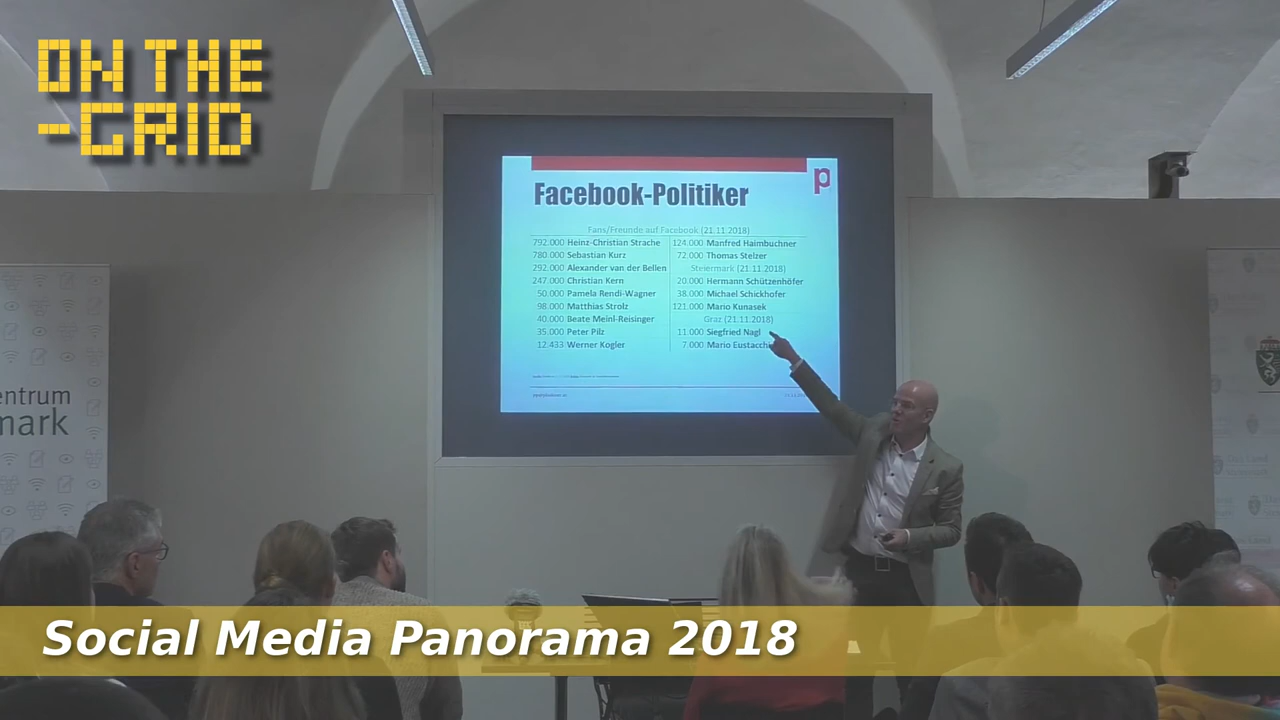 ON THE
-GRID
Facebook-Politiker
p
Fans/Freunde auf Facebook (21.11.2018)
792.000 Heinz-Christian Strache
780.000 Sebastian Kurz
292.000 Alexander van der Bellen
247.000 Christian Kern
50.000 Pamela Rendi-Wagner
98.000 Matthias Strolz
40.000 Beate Meinl-Reisinger
35.000 Peter Pilz
12.433 Werner Kogler
124.000 Manfred Haimbuchner
72.000 Thomas Stelzer
Steiermark (21.11.2018)
20.000 Hermann Schützenhöfer
38.000 Michael Schickhofer
121.000 Mario Kunasek
Graz (21.11.2018)
11.000 Siegfried Nagl
7.000 Mario Eustacchi
entrum
mark
Social Media Panorama 2018